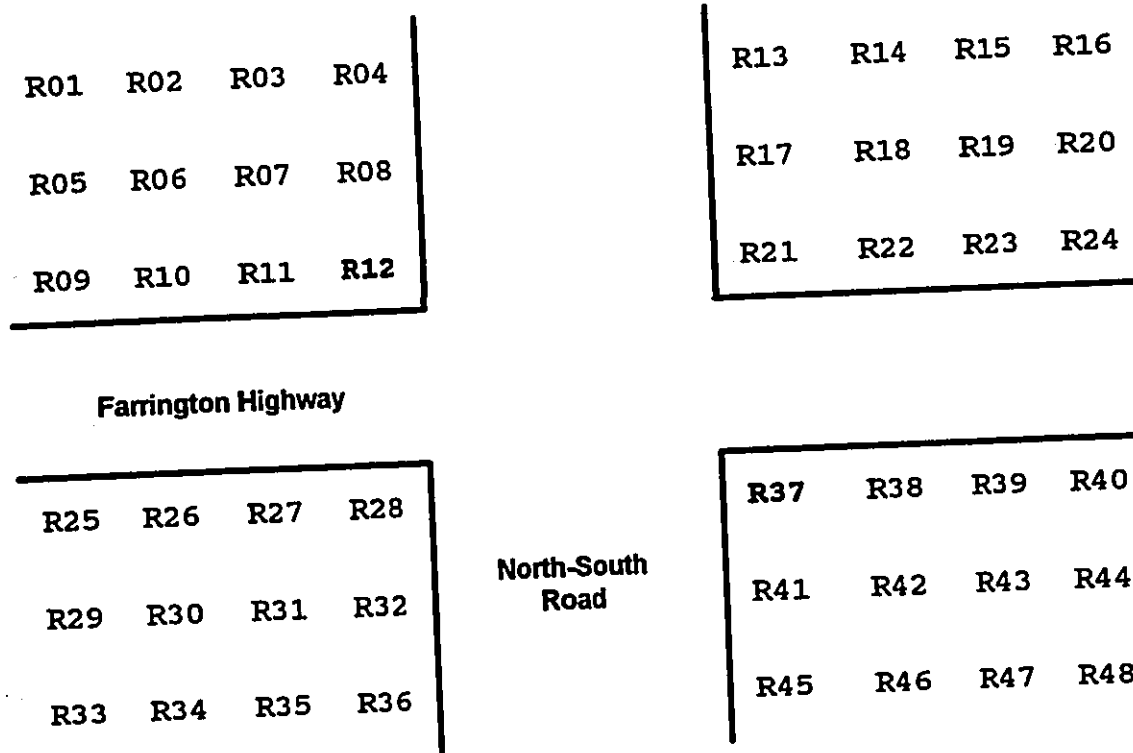 R01 R02 R03 R04
R05 R06 R07 R08
R09 R10 R11 R12
R13 R14 R15 R16
R17 R18 R19 R20
R21 R22 R23 R24
Farrington Highway
R25 R26 R27 R28
R29 R30 R31 R32
R33 R34 R35 R36
North-South
Road
R37 R38 R39 R40
R41 R42 R43 R44
R45 R46 R47 R48